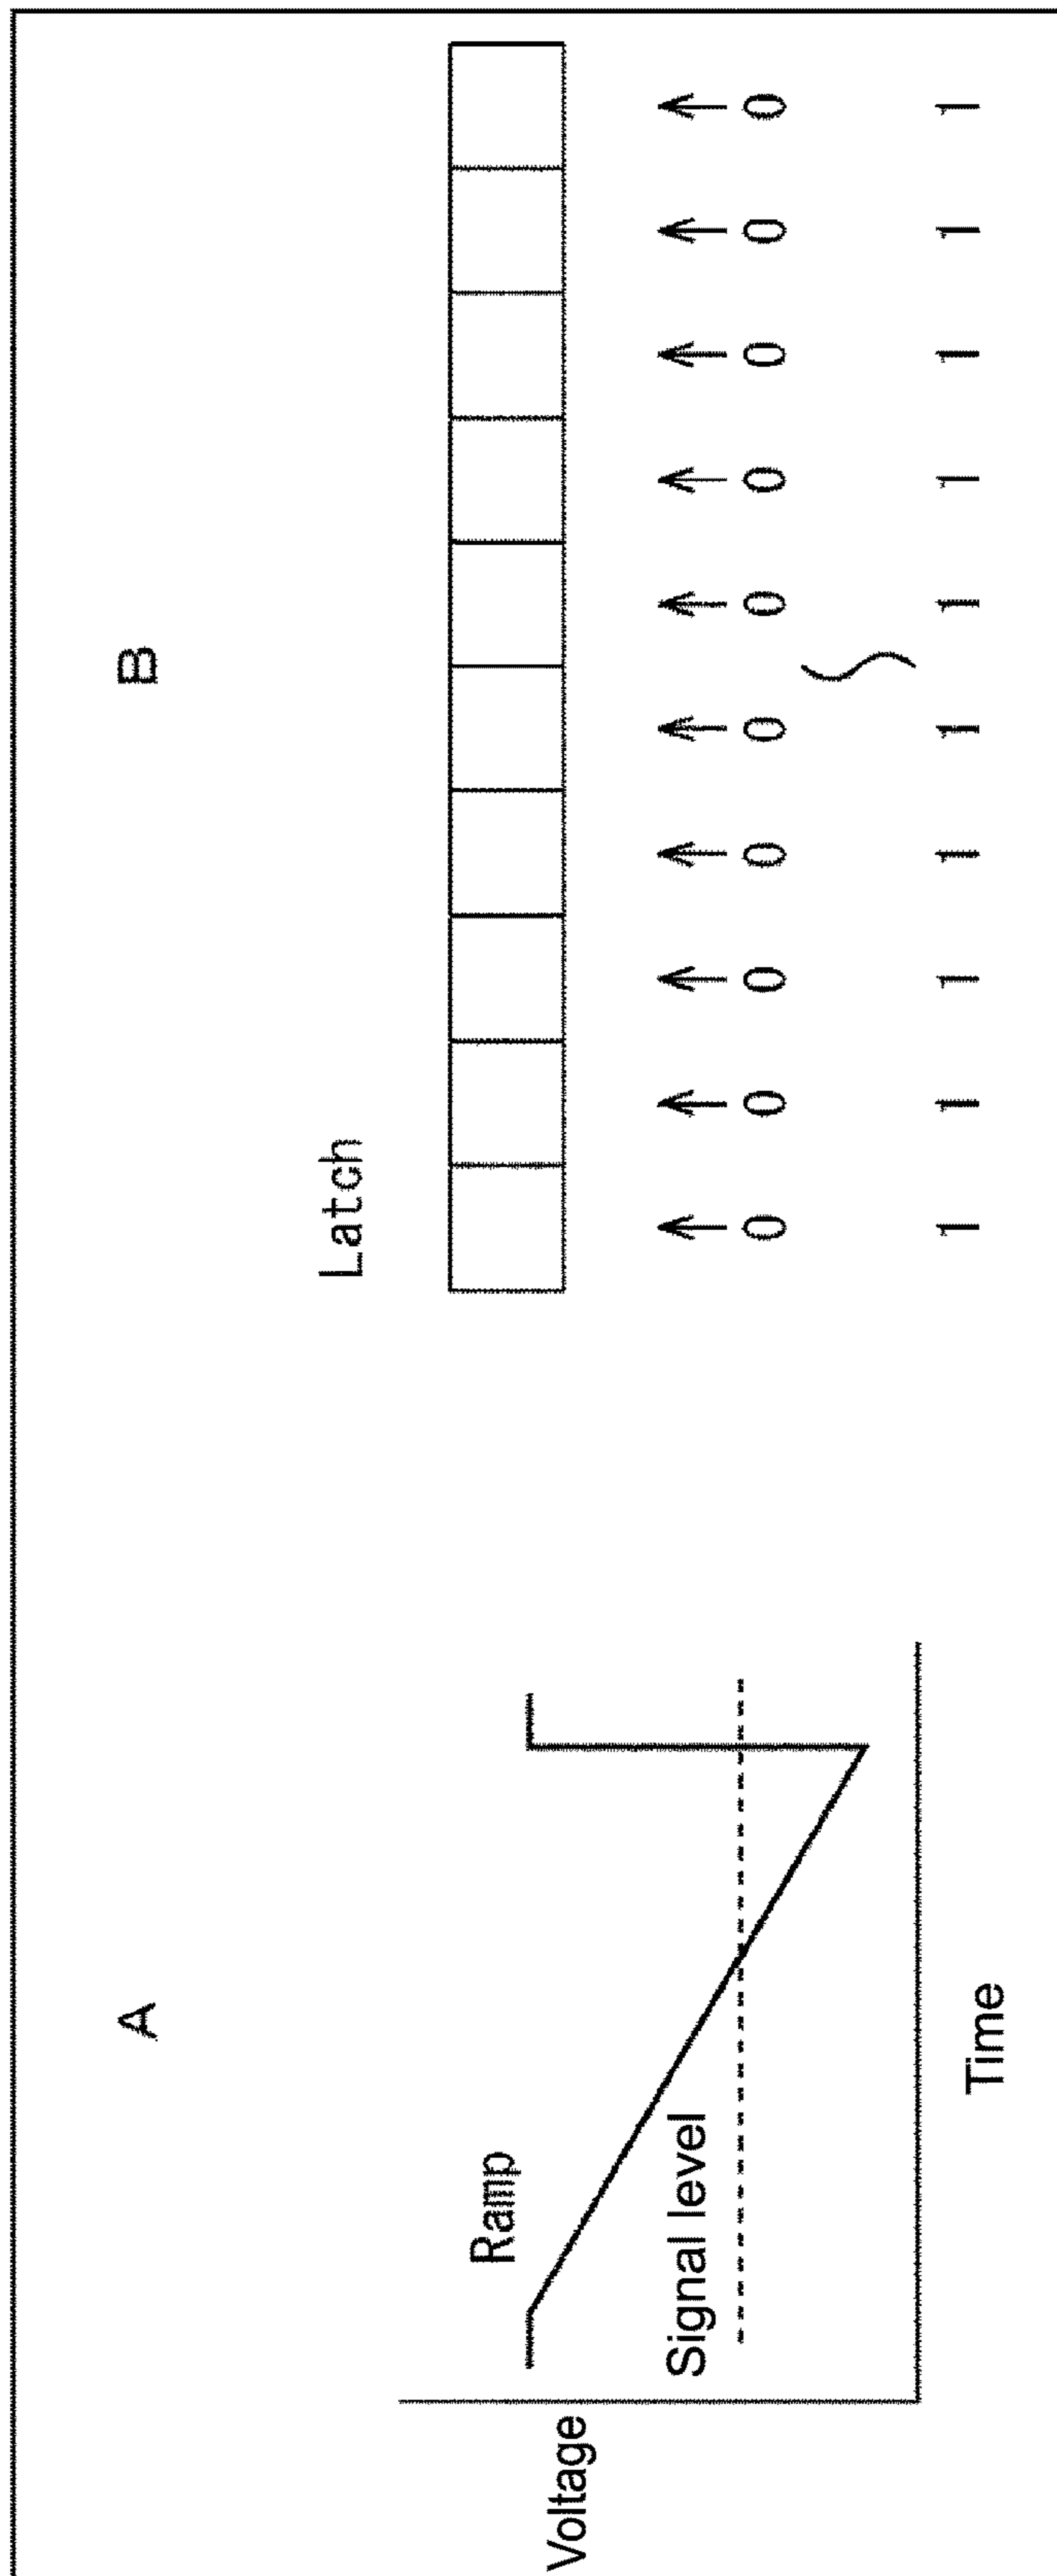 A
Voltage
Ramp
Signal level
Time
B
Latch
0 0 0 0 0 0 0 0 0 0
1 1 1 1 1 1 1 1 1 1